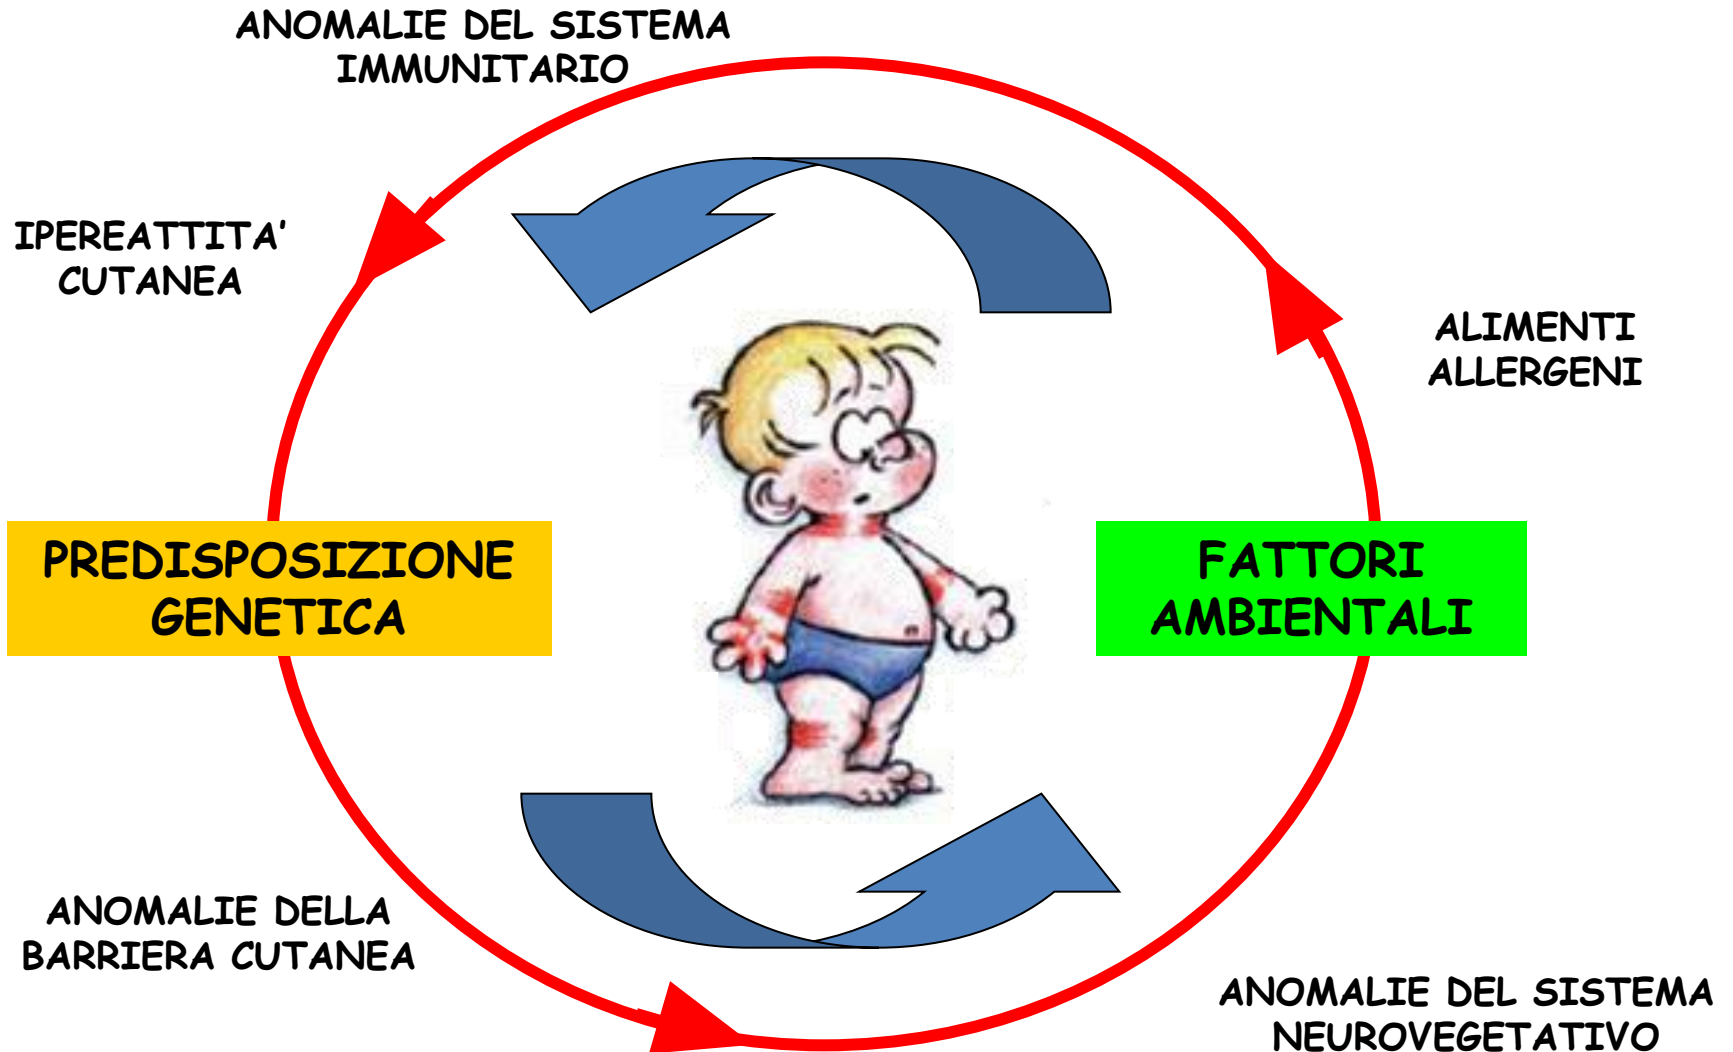 ANOMALIE DEL SISTEMA
IMMUNITARIO
IPEREATTITA'
CUTANEA
ALIMENTI
ALLERGENI
PREDISPOSIZIONE
GENETICA
FATTORI
AMBIENTALI
ANOMALIE DELLA
BARRIERA CUTANEA
ANOMALIE DEL SISTEMA
NEUROVEGETATIVO